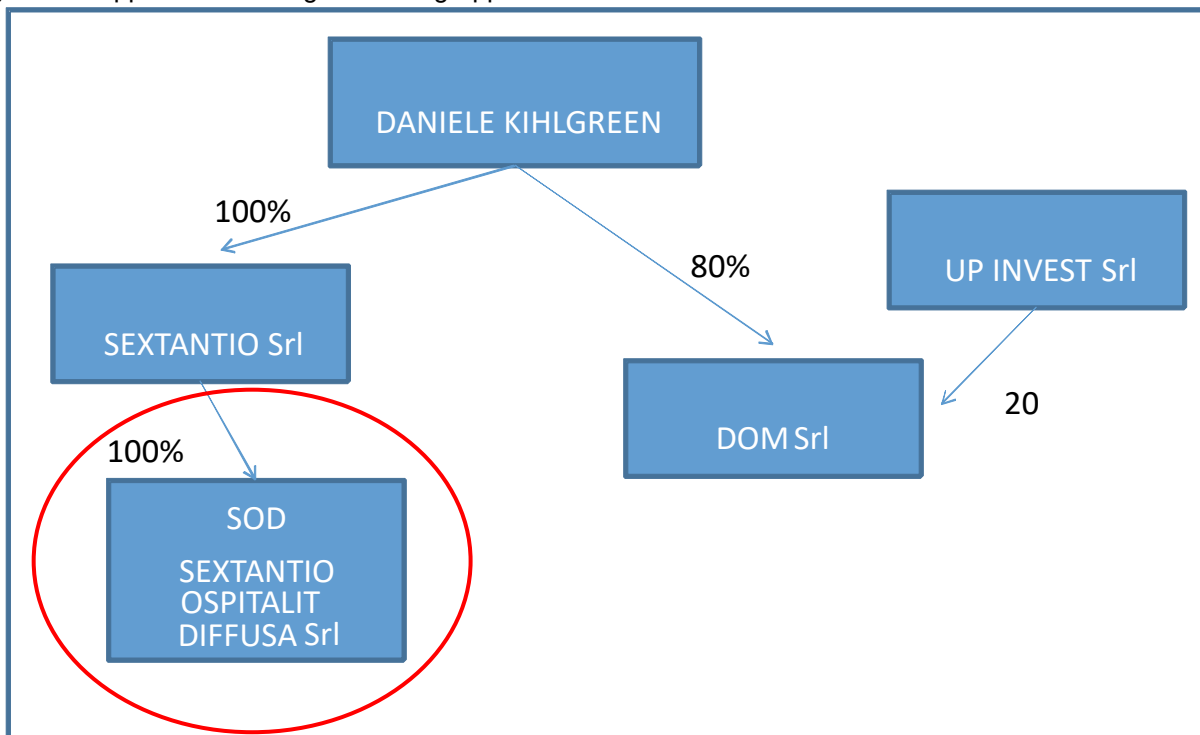 DANIELE KIHLGREEN
100%
80%
UP INVEST Srl
SEXTANTIO Srl
20
DOM Srl
100%
SOD
SEXTANTIO
OSPITALIT
DIFFUSA Srl